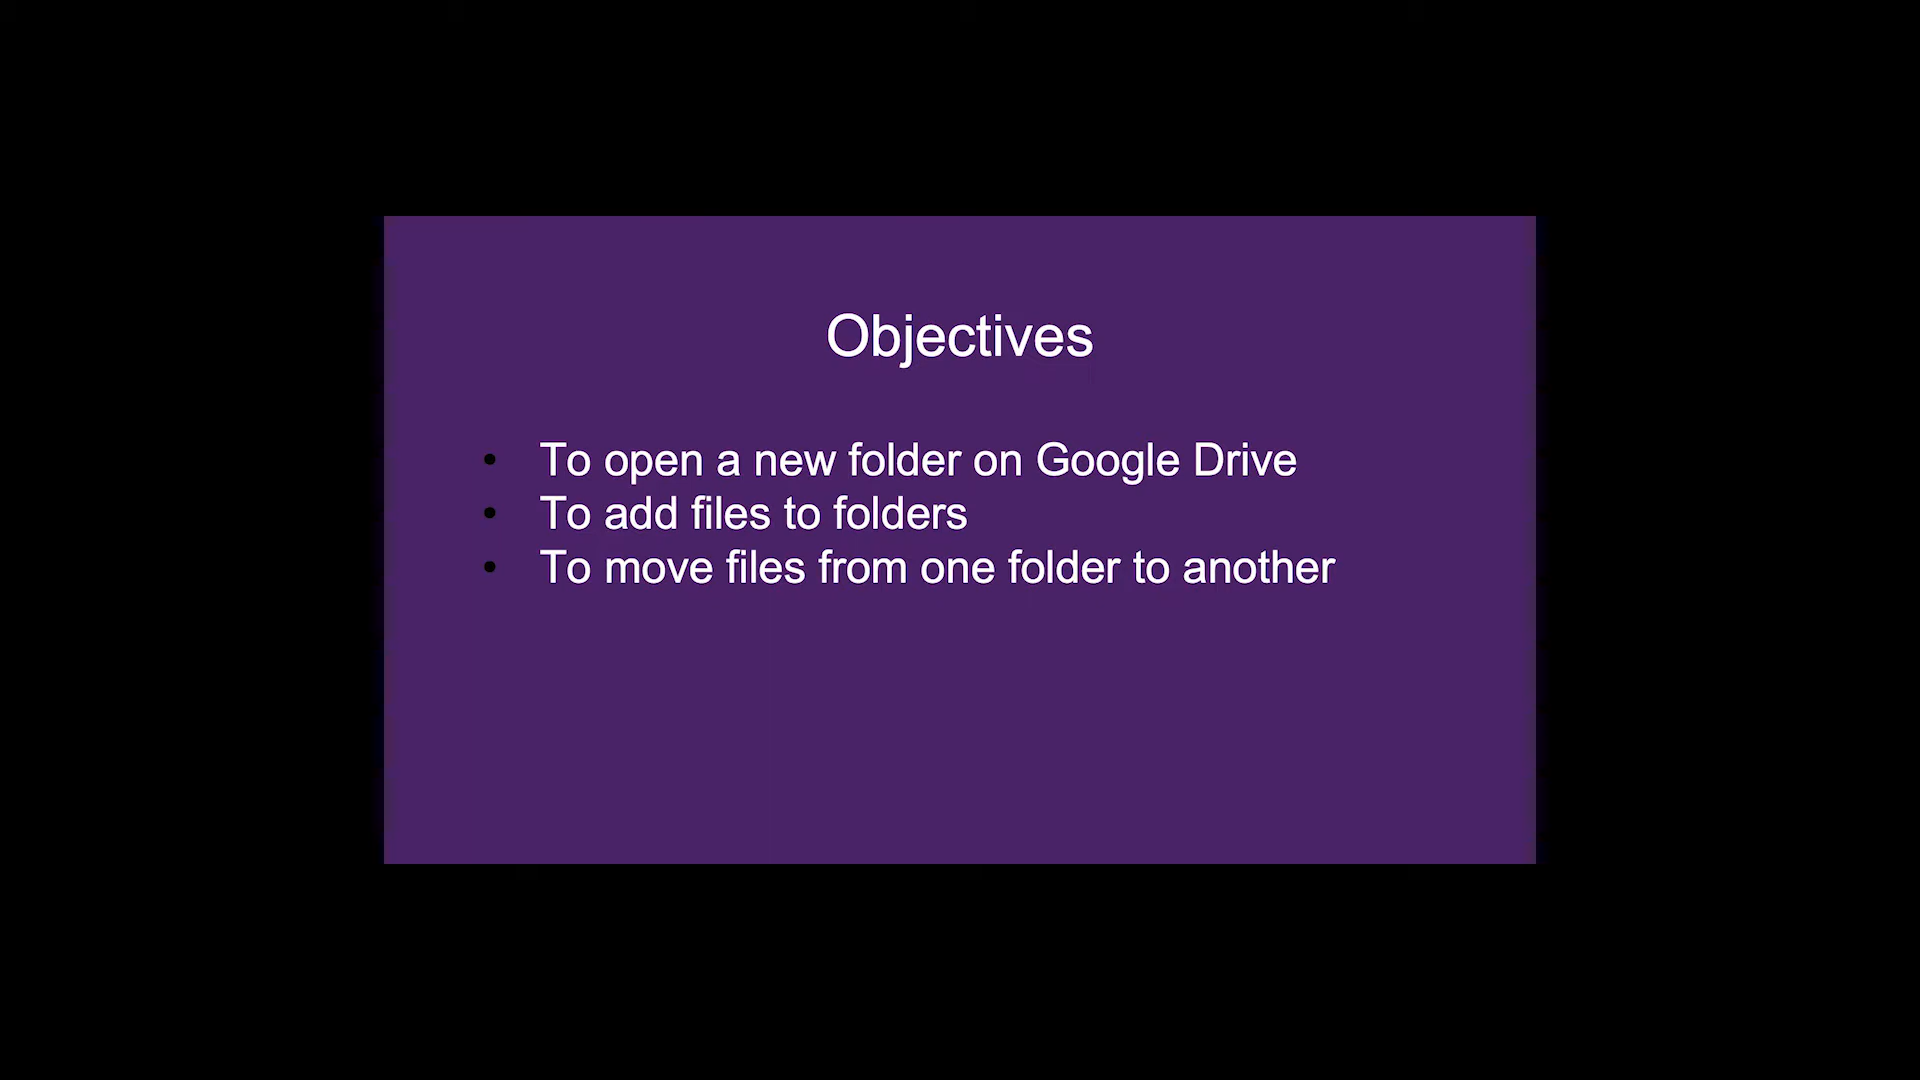 Objectives
• To open a new folder on Google Drive
• To add files to folders
• To move files from one folder to another